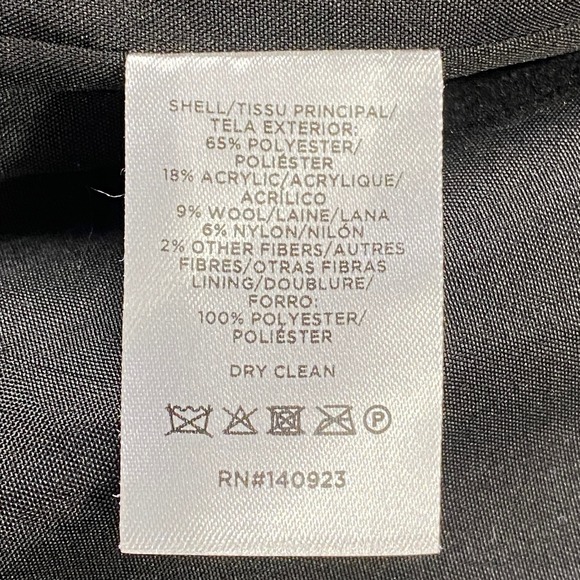 SHELL/TISSU PRINCIPAL/
TELA EXTERIOR:
65% POLYESTER/
POLIÉSTER
18% ACRYLIC/ACRYLIQUE/
ACRÍLICO
9% WOOL/LAINE/LANA
6% NYLON/NILÓN
2% OTHER FIBERS/AUTRES
FIBRES/OTRAS FIBRAS
LINING/DOUBLURE/
FORRO:
100% POLYESTER/
POLIÉSTER
DRY CLEAN
P
RN#140923